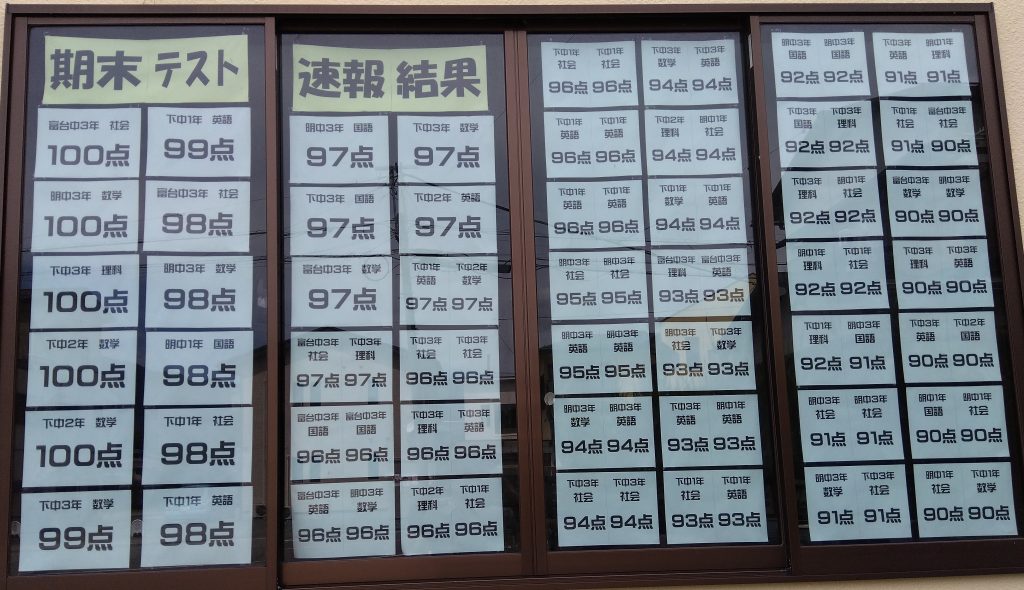 期末 テスト
富台中3年 社会
100点
明中3年 数学
100点
下中3年 理科
100点
下中2年 数学
100点
下中2年 数学
100点
下中3年 数学
99点
下中1年 英語
99点
富台中3年 社会
98点
明中3年 数学
98点
明中1年 国語
98点
下中1年 社会
98点
下中1年 英語
98点
速報 結果
明中3年 国語
97点
下中3年 国語
97点
富台中3年 数学
97点
富台中3年 下中3年
社会 理科
97点 97点
富台中3年 富台中3年
国語 国語
96点 96点
富台中3年 明中3年
英語 数学
96点 96点
下中3年 数学
97点
下中2年 英語
97点
下中1年 下中2年
英語 数学
97点 97点
下中3年 下中3年
社会 社会
96点 96点
下中3年 下中3年
理科 英語
96点 96点
下中2年 下中1年
理科 社会
96点 96点
下中1年 下中1年
社会 社会
96点 96点
下中1年 下中1年
英語 英語
96点 96点
下中1年 下中1年
英語 英語
96点 96点
明中3年 明中3年
社会 社会
95点 95点
明中3年 明中3年
英語 英語
95点 95点
明中3年 明中3年
数学 英語
94点 94点
下中3年 下中3年
社会 社会
94点 94点
下中3年 下中3年
数学 英語
94点 94点
下中2年 明中1年
理科 社会
94点 94点
下中1年 下中1年
数学 英語
94点 94点
富台中3年 富台中3年
理科 英語
93点 93点
明中3年 下中3年
社会 数学
93点 93点
下中3年 明中1年
英語 英語
93点 93点
下中1年 下中1年
社会 英語
93点 93点
明中3年 明中3年
国語 国語
92点 92点
下中3年 下中3年
国語 理科
92点 92点
下中3年 明中1年
理科 社会
92点 92点
明中1年 下中1年
理科 社会
92点 92点
下中1年 明中3年
理科 国語
92点 91点
明中3年 明中3年
社会 社会
91点 91点
明中3年 下中3年
数学 社会
91点 91点
下中3年 明中1年
英語 理科
91点 91点
下中1年 富台中3年
社会 社会
91点 90点
富台中3年 明中3年
数学 数学
90点 90点
下中3年 下中3年
理科 英語
90点 90点
下中3年 下中2年
英語 国語
90点 90点
明中1年 明中1年
国語 社会
90点 90点
明中1年 下中1年
社会 数学
90点 90点